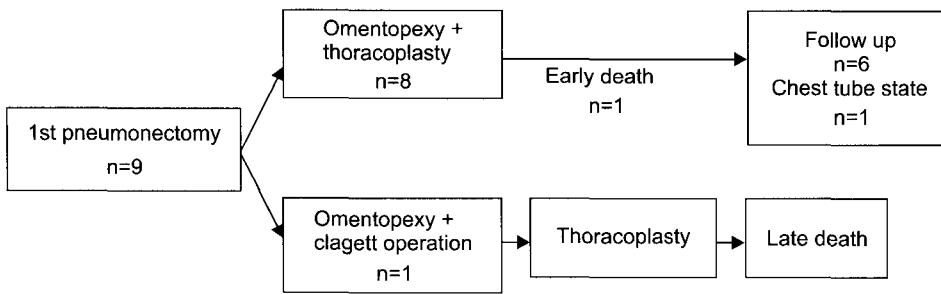 1st pneumonectomy
n=9
Omentopexy +
thoracoplasty
n=8
Early death
n=1
Follow up
n=6
Chest tube state
n=1
Omentopexy +
clagett operation
n=1
Thoracoplasty
Late death